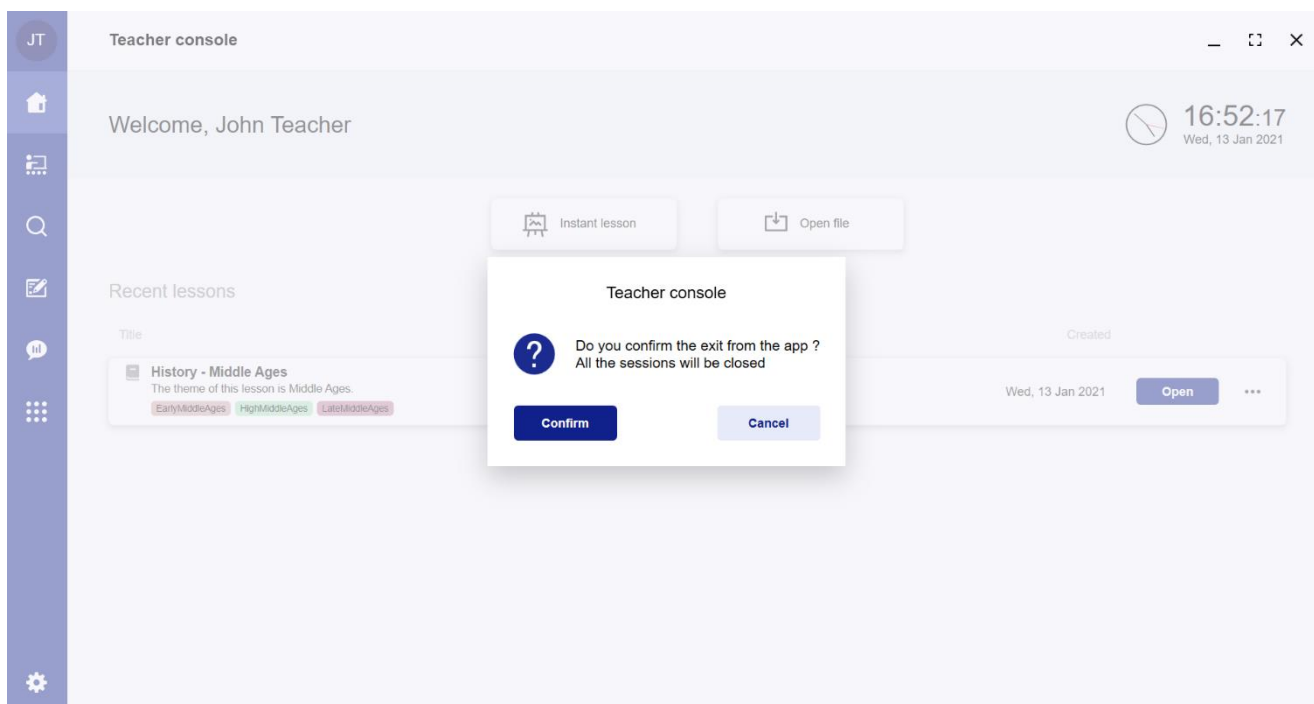 JT
Teacher console
Welcome, John Teacher
16:52:17
Wed, 13 Jan 2021
Instant lesson
Open file
Recent lessons
Title
Created
History - Middle Ages
The theme of this lesson is Middle Ages.
EarlyMiddleAges HighMiddleAges LateMiddleAges
Wed, 13 Jan 2021
Open
Teacher console
Do you confirm the exit from the app ?
All the sessions will be closed
Confirm
Cancel